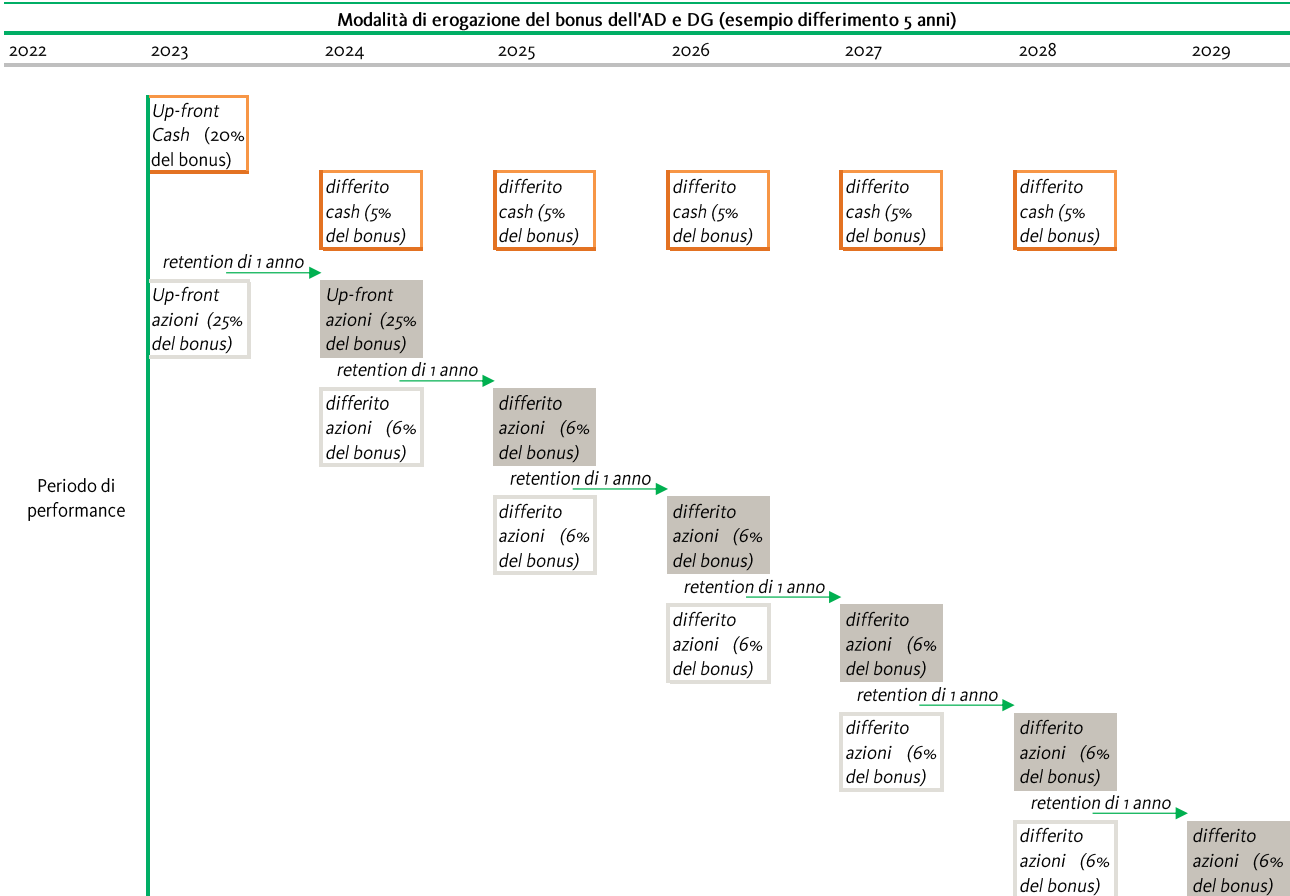 Modalità di erogazione del bonus dell'AD e DG (esempio differimento 5 anni)
2022 2023 2024 2025 2026 2027 2028 2029
Up-front
Cash (20%
del bonus)
differito
cash (5%
del bonus)
differito
cash (5%
del bonus)
differito
cash (5%
del bonus)
differito
cash (5%
del bonus)
differito
cash (5%
del bonus)
retention di 1 anno
Up-front
azioni (25%
del bonus)
Up-front
azioni (25%
del bonus)
retention di 1 anno
differito
azioni (6%
del bonus)
differito
azioni (6%
del bonus)
Periodo di
performance
retention di 1 anno
differito
azioni (6%
del bonus)
differito
azioni (6%
del bonus)
retention di 1 anno
differito
azioni (6%
del bonus)
differito
azioni (6%
del bonus)
retention di 1 anno
differito
azioni (6%
del bonus)
differito
azioni (6%
del bonus)
retention di 1 anno
differito
azioni (6%
del bonus)
differito
azioni (6%
del bonus)